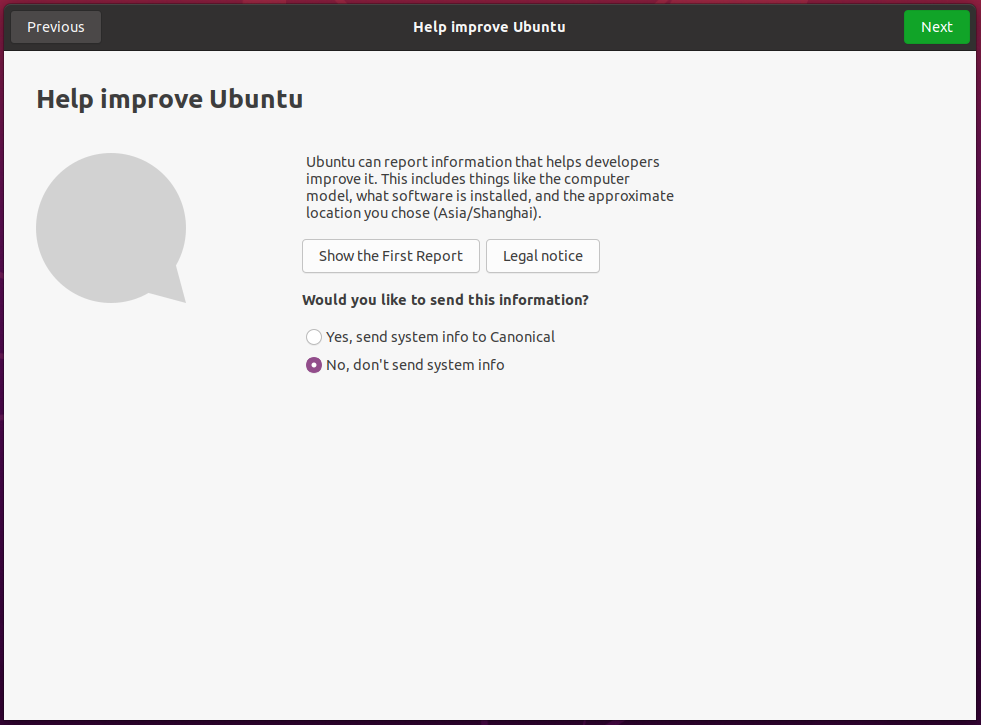 Previous
Help improve Ubuntu
Next
Help improve Ubuntu
Ubuntu can report information that helps developers
improve it. This includes things like the computer
model, what software is installed, and the approximate
location you chose (Asia/Shanghai).
Show the First Report
Legal notice
Would you like to send this information?
Yes, send system info to Canonical
No, don't send system info